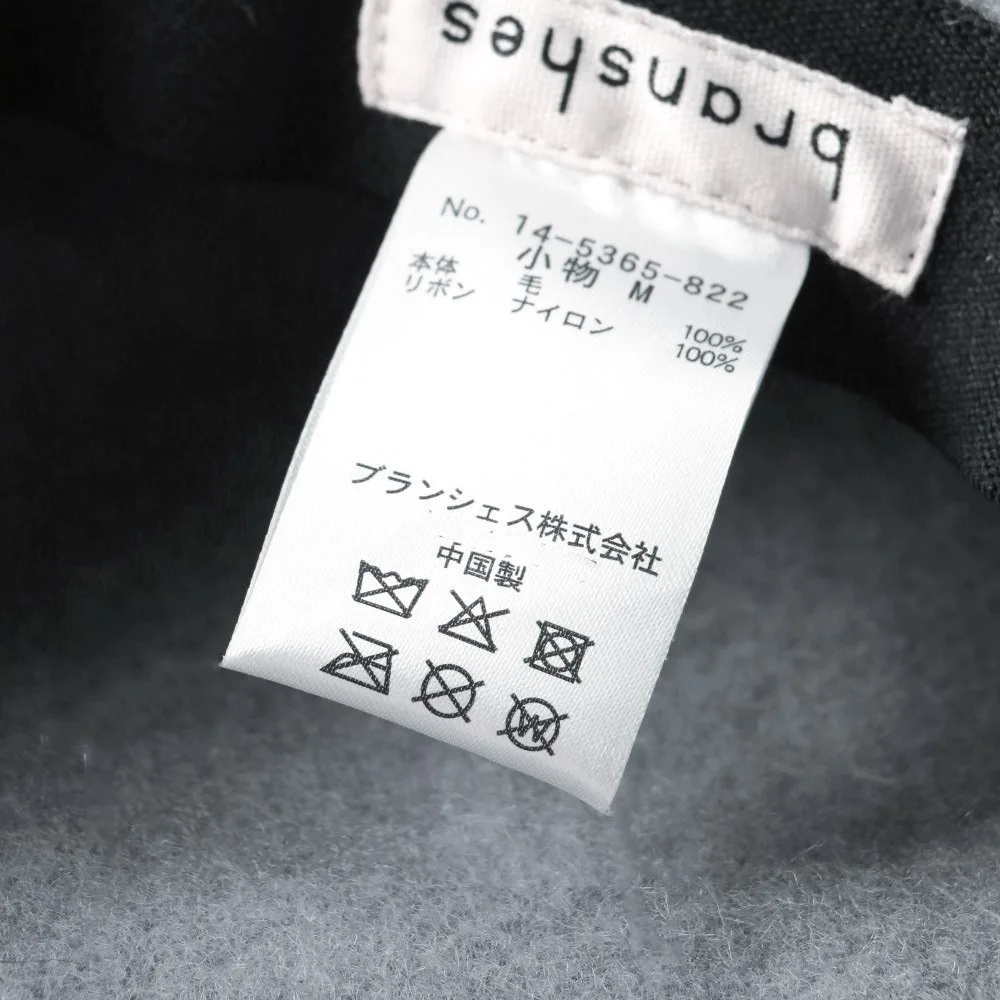 branshes
No. 14-5365-822
小物 M
本体 毛 100%
リボン ナイロン 100%
ブランシェス株式会社
中国製